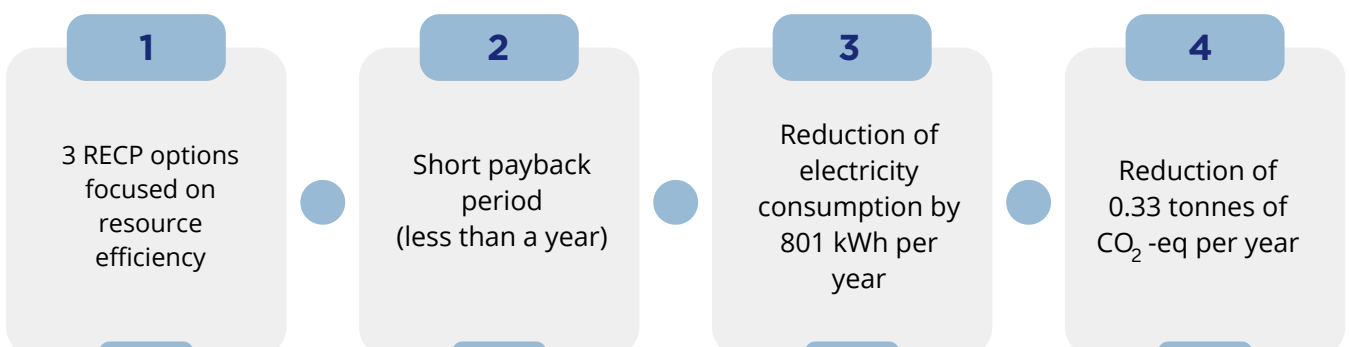 1
3 RECP options
focused on
resource
efficiency
2
Short payback
period
(less than a year)
3
Reduction of
electricity
consumption by
801 kWh per
year
4
Reduction of
0.33 tonnes of
CO₂ -eq per year